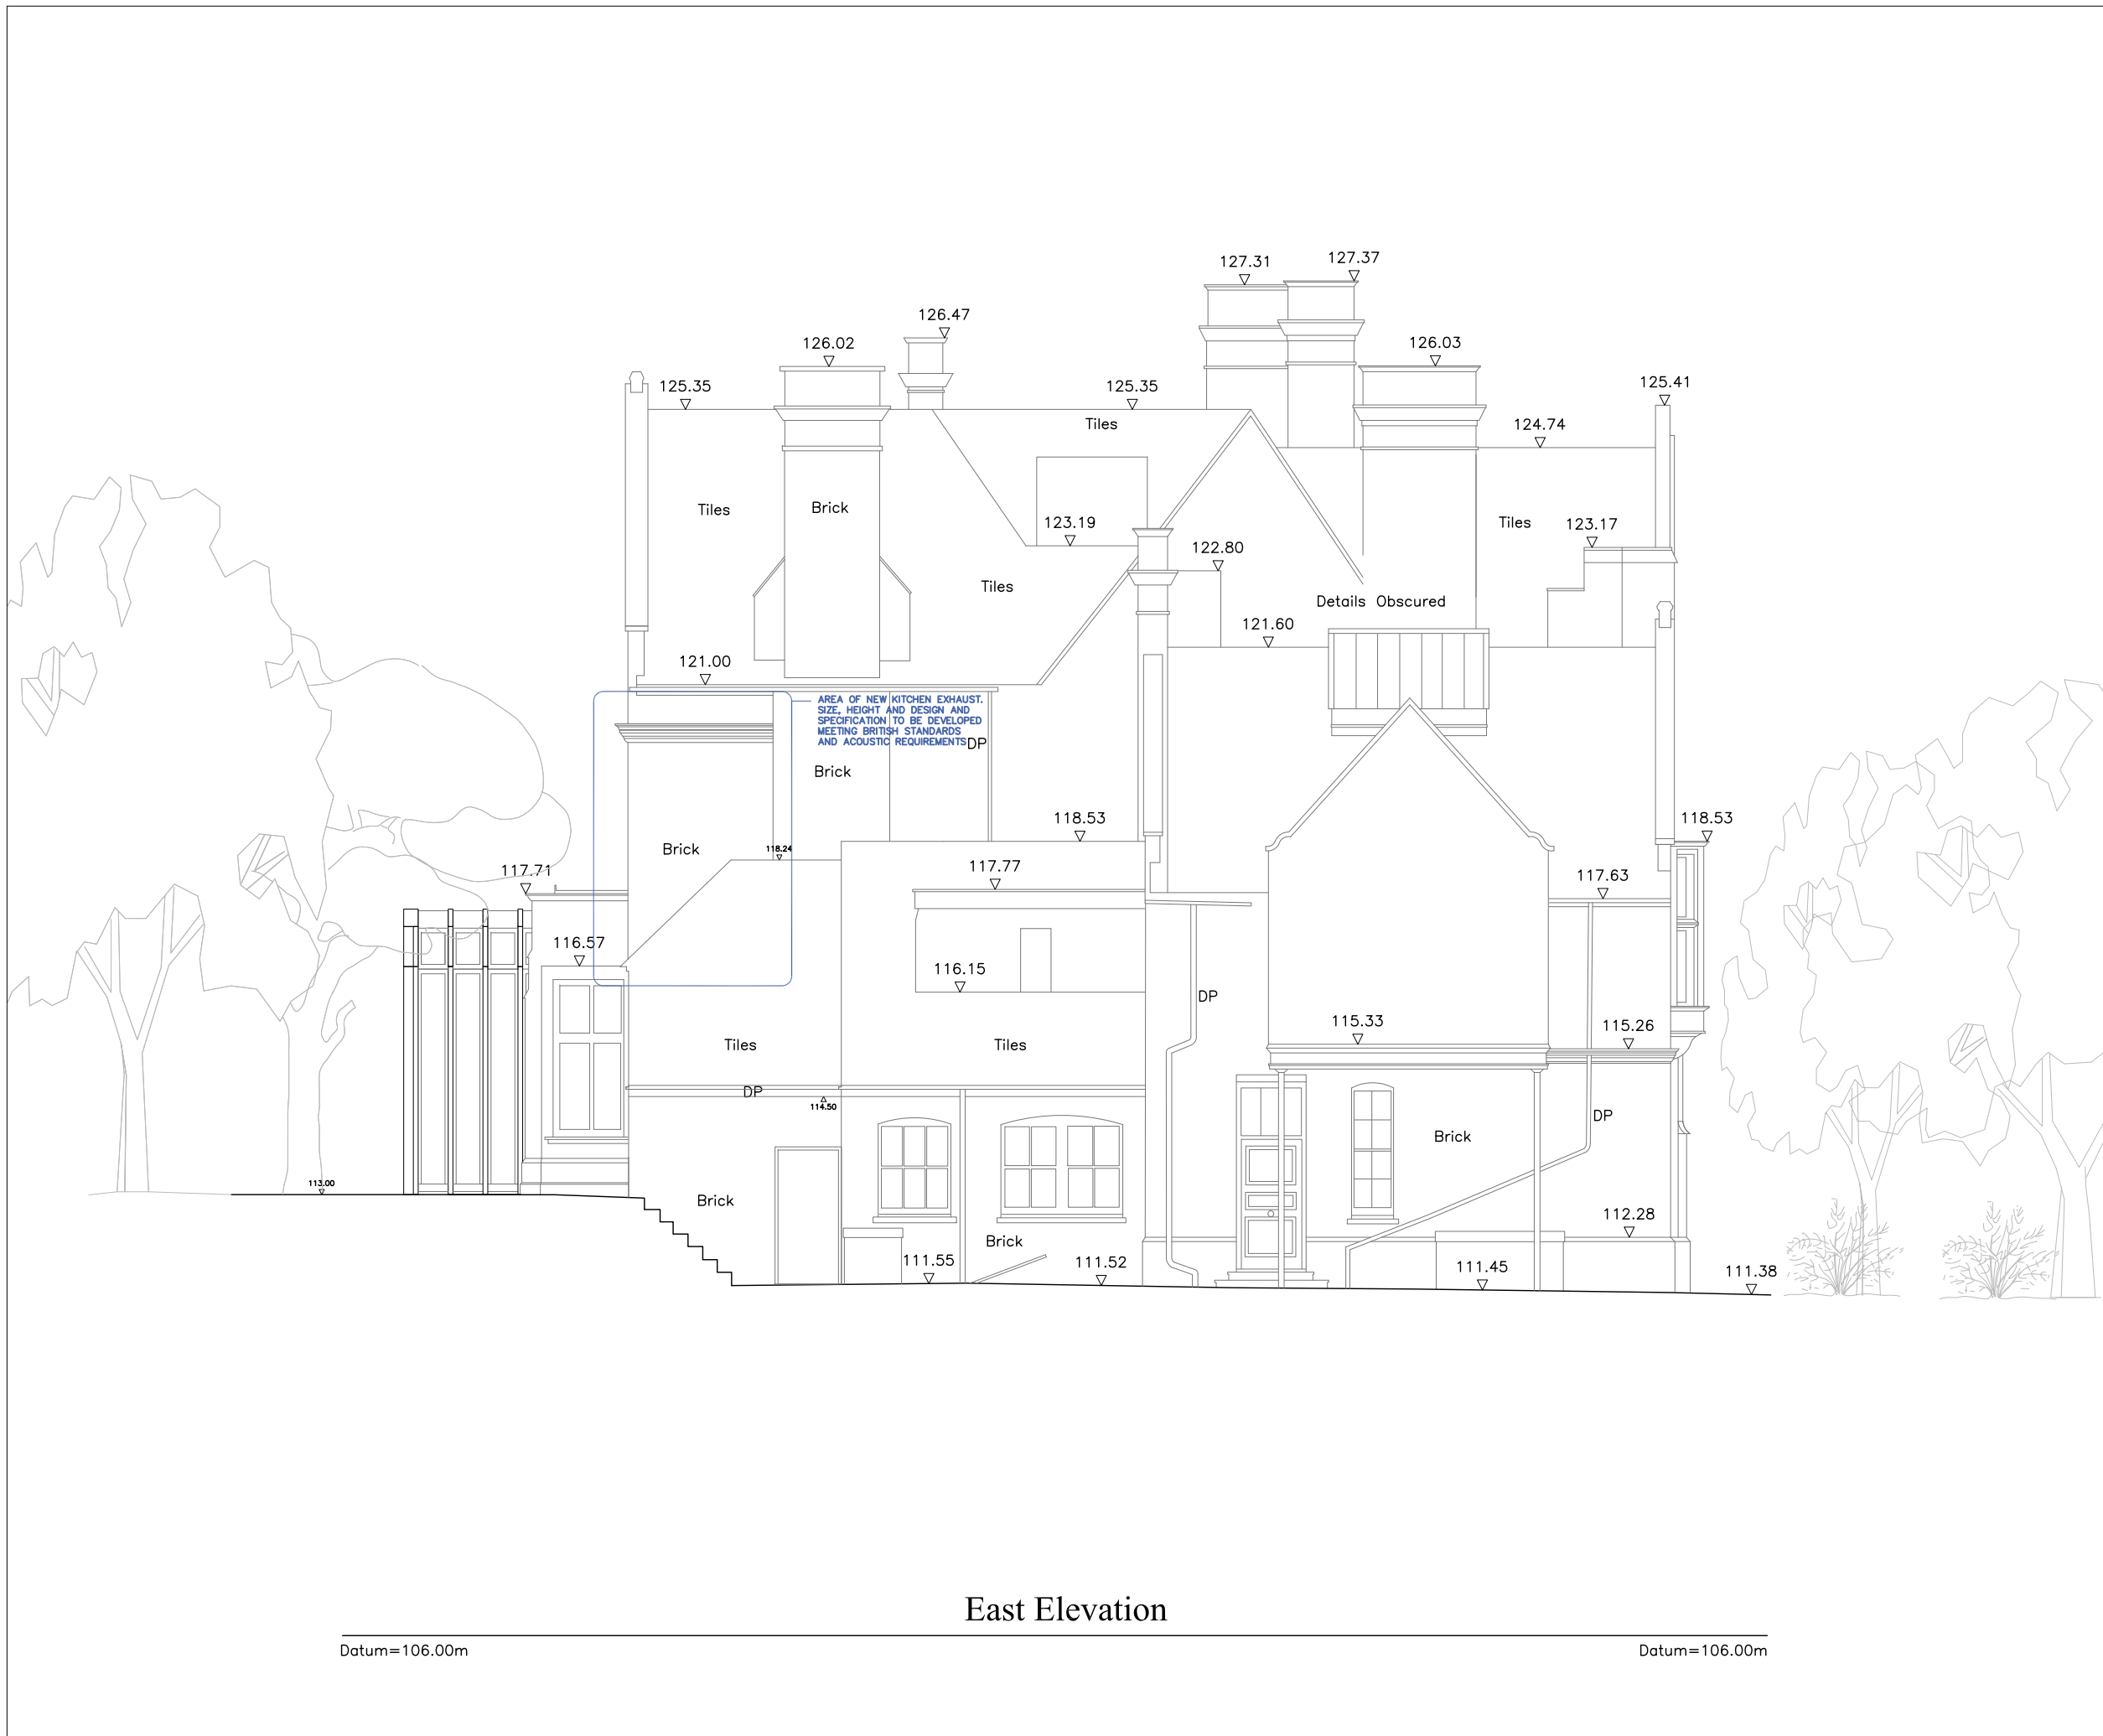 127.37
127.31
126.47
126.02
126.03
125.41
125.35
125.35
Tiles
124.74
Tiles
Brick
123.19
Tiles
123.17
122.80
Tiles
Details Obscured
121.60
121.00
AREA OF NEW KITCHEN EXHAUST.
SIZE, HEIGHT AND DESIGN AND
SPECIFICATION TO BE DEVELOPED
MEETING BRITISH STANDARDS
AND ACOUSTIC REQUIREMENTS
DP
Brick
118.53
118.53
Brick
118.24
117.71
117.77
117.63
116.57
116.15
DP
115.33
115.26
Tiles
Tiles
DP
114.50
DP
Brick
113.00
Brick
112.28
Brick
111.55
111.52
111.45
111.38
East Elevation
Datum=106.00m
Datum=106.00m